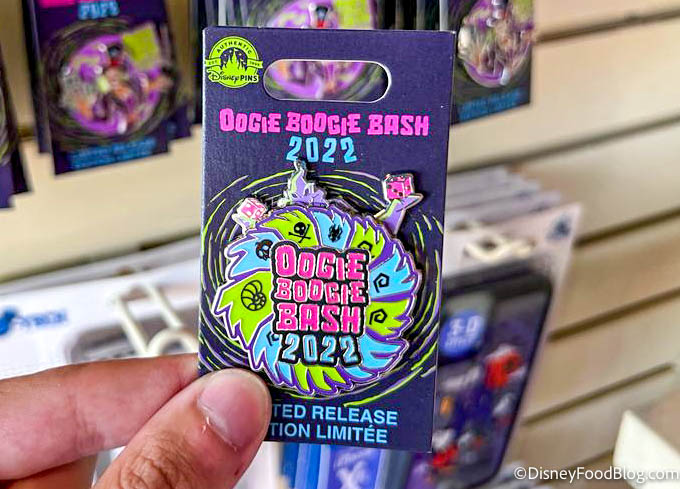 AUTHENTIC
Disney PINS
OOGIE BOOGIE BASH
2022
OOGIE
BOOGIE
BASH
2022
TED RELEASE
TION LIMITÉE
©DisneyFoodBlog.com